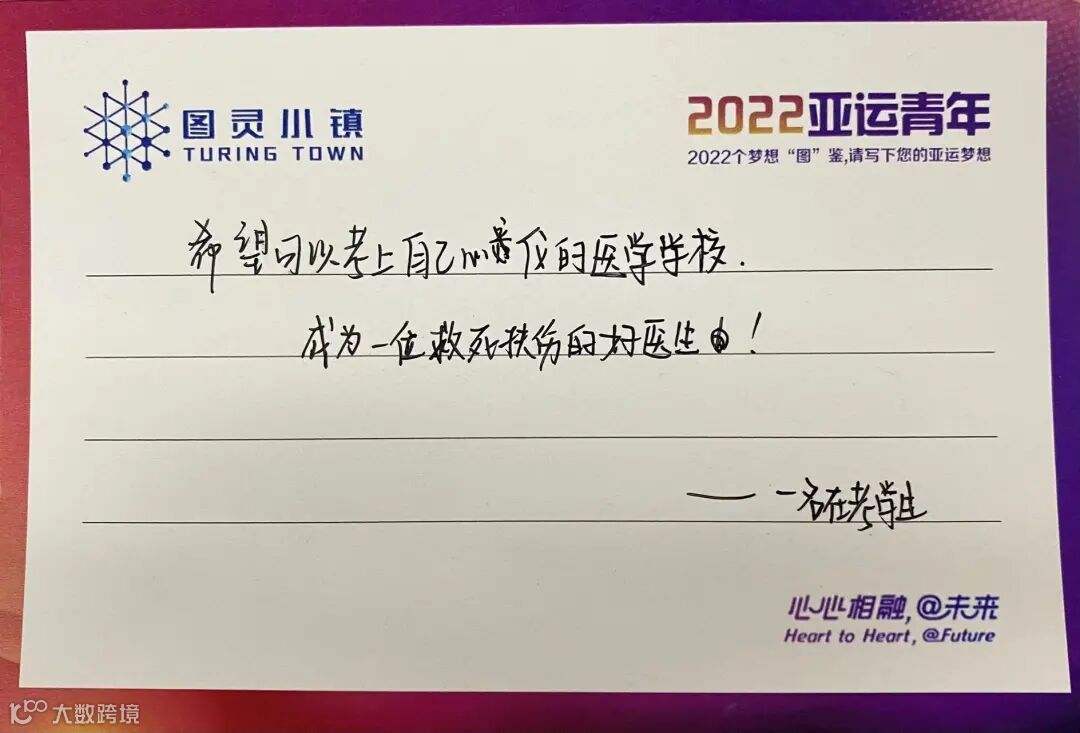 图灵小镇
TURING TOWN
2022亚运青年
2022个梦想“图”鉴,请写下您的亚运梦想
希望可以考上自己心仪的医学学校.
成为一位救死扶伤的好医生!
——一名在考学生
心心相融,@未来
Heart to Heart, @Future
大数跨境